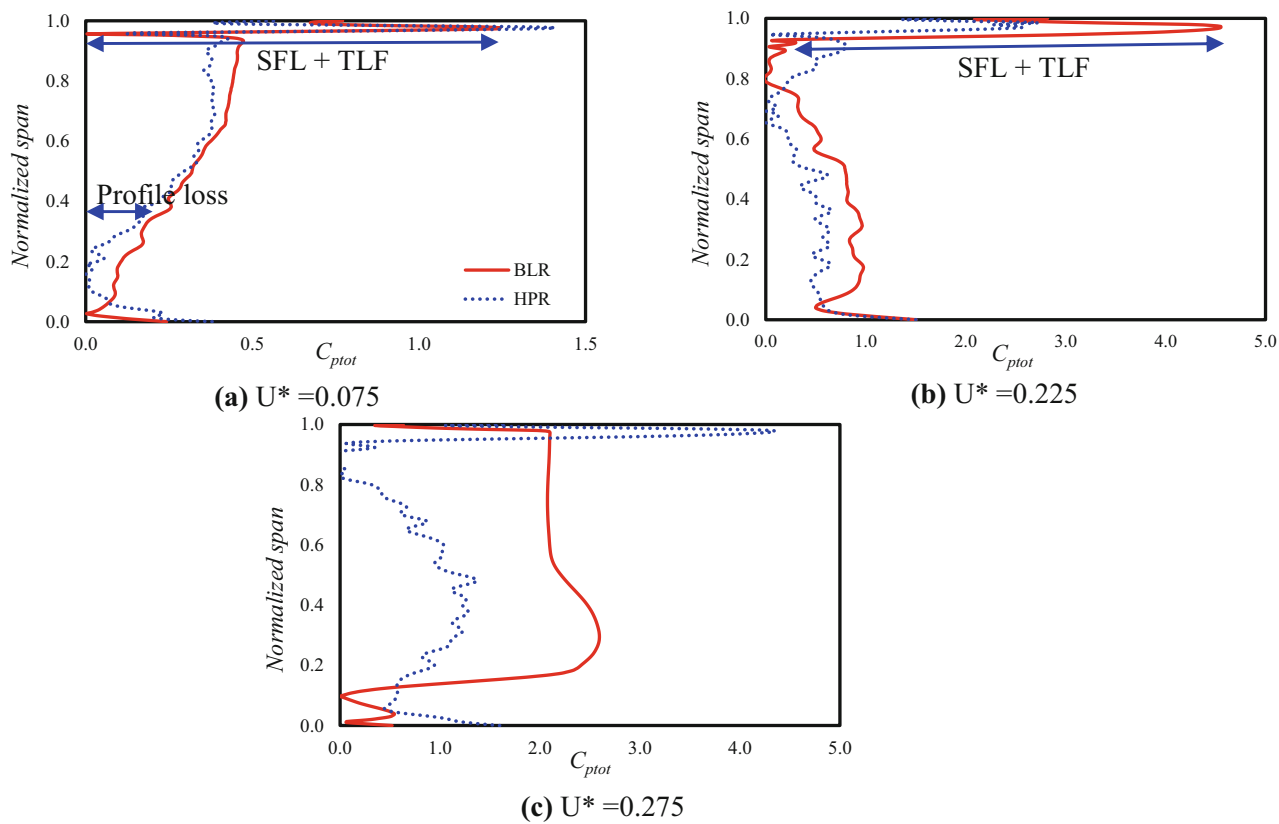 1.0
0.8
0.6
0.4
0.2
0.0
Normalized span
SFL + TLF
Profile loss
BLR
HPR
0.0
0.5
1.0
1.5
C_ptot
(a) U* =0.075
1.0
0.8
0.6
0.4
0.2
0.0
Normalized span
SFL + TLF
0.0
1.0
2.0
3.0
4.0
5.0
C_ptot
(b) U* =0.225
1.0
0.8
0.6
0.4
0.2
0.0
Normalized span
0.0
1.0
2.0
3.0
4.0
5.0
C_ptot
(c) U* =0.275